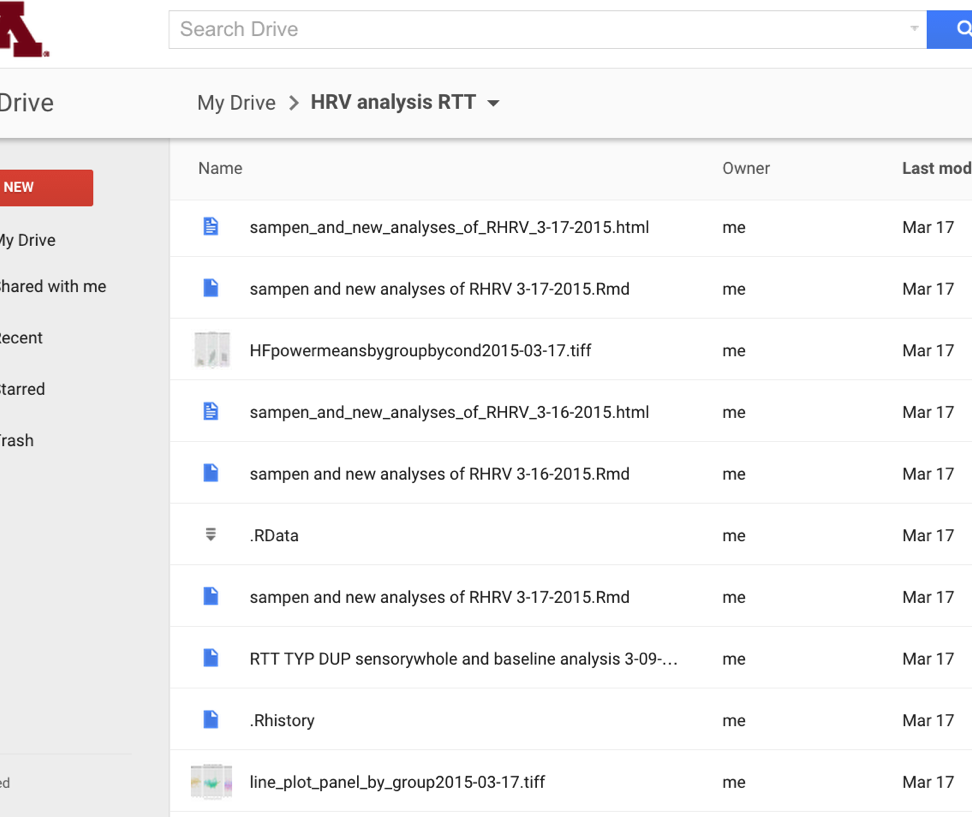 Search Drive
Drive
My Drive > HRV analysis RTT
Name Owner Last mod
NEW
My Drive
Shared with me
Recent
Starred
Trash
ed
sampen_and_new_analyses_of_RHRV_3-17-2015.html me Mar 17
sampen and new analyses of RHRV 3-17-2015.Rmd me Mar 17
HFpowermeansbygroupbycond2015-03-17.tiff me Mar 17
sampen_and_new_analyses_of_RHRV_3-16-2015.html me Mar 17
sampen and new analyses of RHRV 3-16-2015.Rmd me Mar 17
.RData me Mar 17
sampen and new analyses of RHRV 3-17-2015.Rmd me Mar 17
RTT TYP DUP sensorywhole and baseline analysis 3-09-... me Mar 17
.Rhistory me Mar 17
line_plot_panel_by_group2015-03-17.tiff me Mar 17